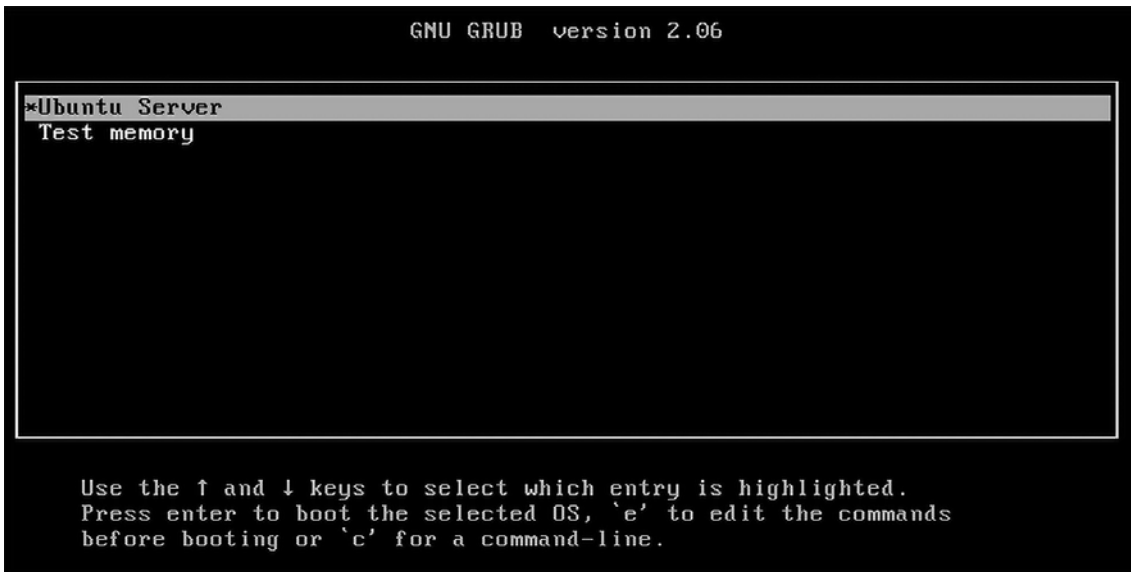 GNU GRUB  version 2.06
*Ubuntu Server
Test memory
Use the ↑ and ↓ keys to select which entry is highlighted.
Press enter to boot the selected OS, `e' to edit the commands
before booting or `c' for a command-line.